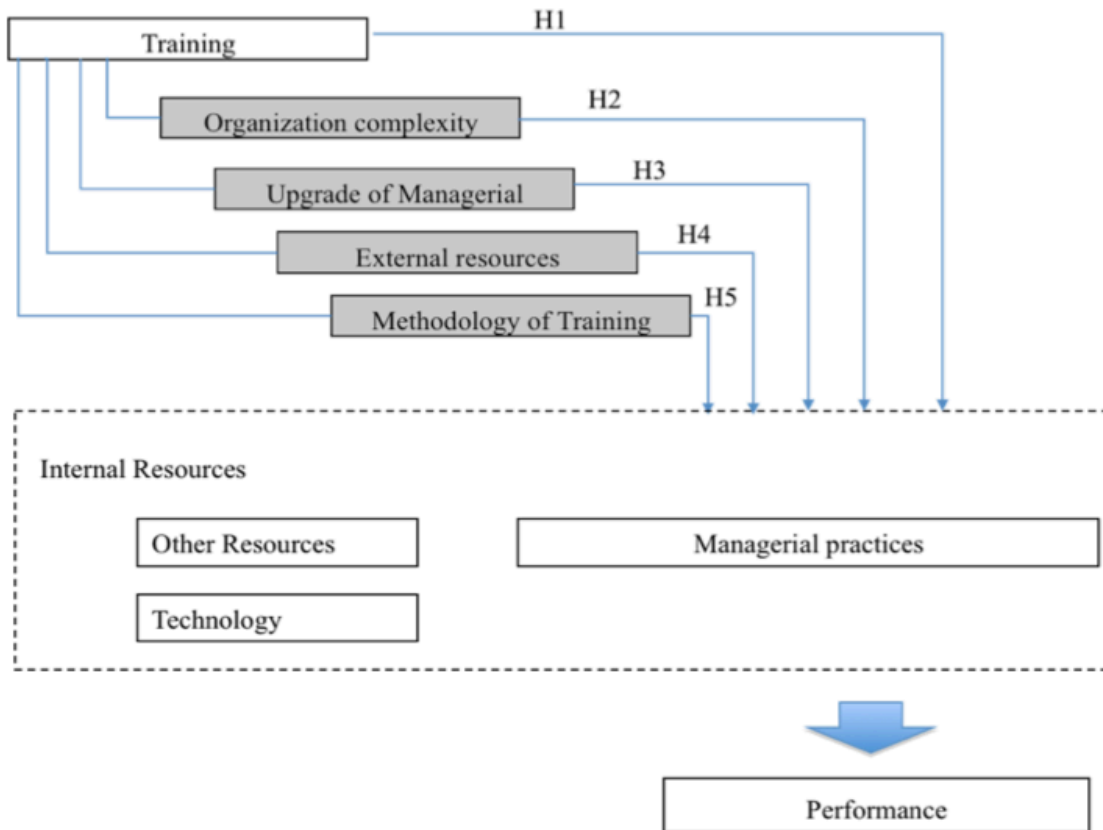 H1
Training
H2
Organization complexity
H3
Upgrade of Managerial
H4
External resources
H5
Methodology of Training
Internal Resources
Other Resources
Managerial practices
Technology
Performance